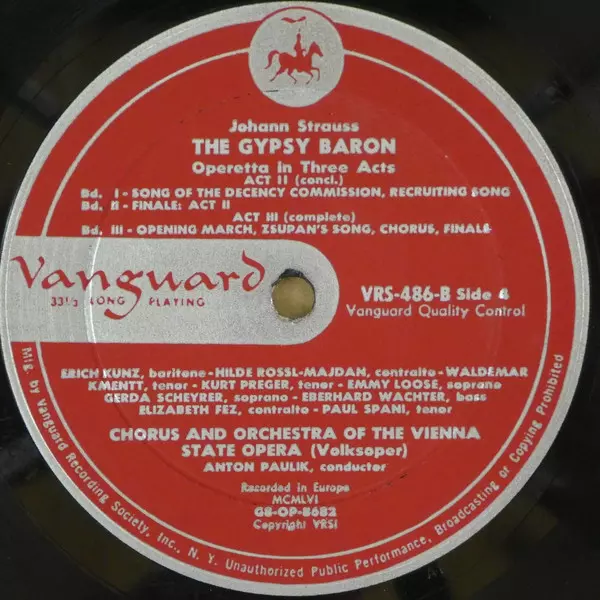 Johann Strauss
THE GYPSY BARON
Operetta in Three Acts
ACT II (concl.)
Bd. I - SONG OF THE DECENCY COMMISSION, RECRUITING SONG
Bd. II - FINALE: ACT II
ACT III (complete)
Bd. III - OPENING MARCH, ZSUPAN'S SONG, CHORUS, FINALE
Vanguard
33⅓ LONG PLAYING
VRS-486-B Side 4
Vanguard Quality Control
ERICH KUNZ, baritone - HILDE ROSSL-MAJDAN, contralto - WALDEMAR
KMENTT, tenor - KURT PREGER, tenor - EMMY LOOSE, soprano
GERDA SCHEYRER, soprano - EBERHARD WACHTER, bass
ELIZABETH FEZ, contralto - PAUL SPANI, tenor
CHORUS AND ORCHESTRA OF THE VIENNA
STATE OPERA (Volksoper)
ANTON PAULIK, conductor
Recorded in Europe
MCMLVI
G8-OP-8682
Copyright VRSI
Mfg. by Vanguard Recording Society, Inc., N. Y. Unauthorized Public Performance, Broadcasting or Copying Prohibited